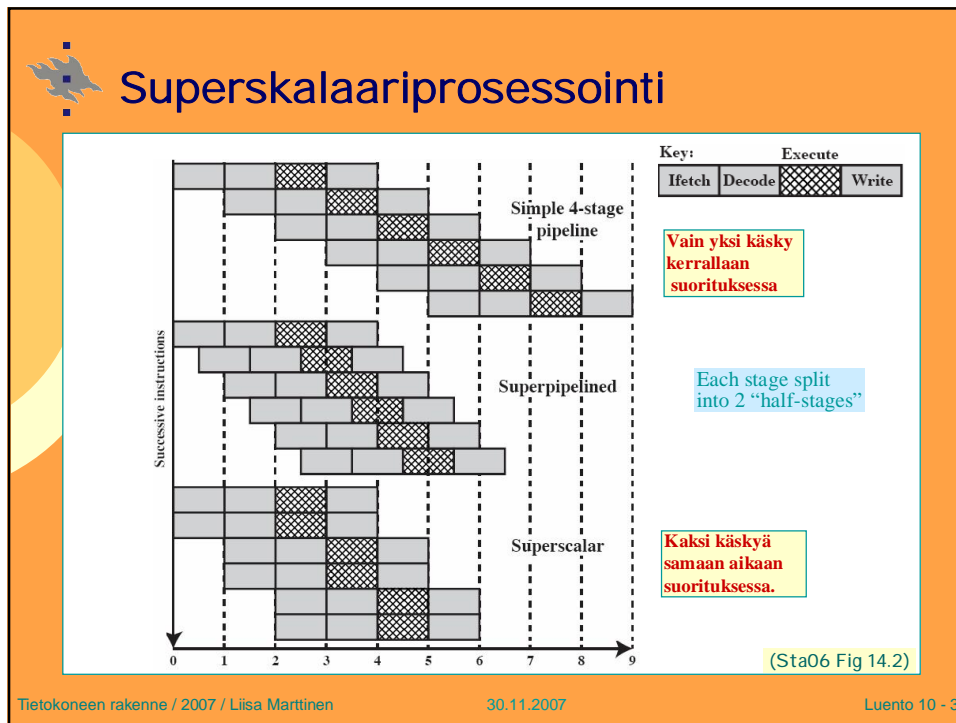 Superskalaariprosessointi
Key:
Execute
Ifetch Decode Write
Simple 4-stage
pipeline
Vain yksi käsky
kerrallaan
suorituksessa
Successive instructions
Superpipelined
Each stage split
into 2 “half-stages”
Superscalar
Kaksi käskyä
samaan aikaan
suorituksessa.
0 1 2 3 4 5 6 7 8 9
(Sta06 Fig 14.2)
Tietokoneen rakenne / 2007 / Liisa Marttinen 30.11.2007 Luento 10 - 3